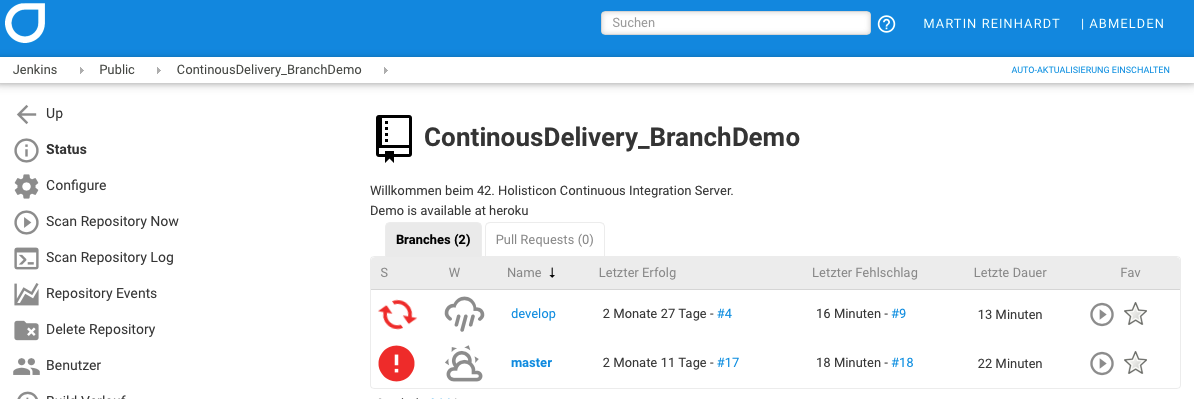 Suchen
MARTIN REINHARDT | ABMELDEN
Jenkins Public ContinousDelivery_BranchDemo
AUTO-AKTUALISIERUNG EINSCHALTEN
Up
Status
Configure
Scan Repository Now
Scan Repository Log
Repository Events
Delete Repository
Benutzer
ContinousDelivery_BranchDemo
Willkommen beim 42. Holisticon Continuous Integration Server.
Demo is available at heroku
Branches (2) Pull Requests (0)
S W Name ↓ Letzter Erfolg Letzter Fehlschlag Letzte Dauer Fav
develop 2 Monate 27 Tage - #4 16 Minuten - #9 13 Minuten
master 2 Monate 11 Tage - #17 18 Minuten - #18 22 Minuten